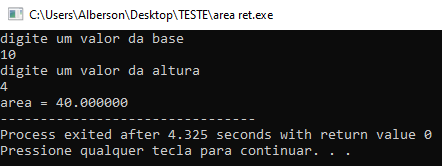 C:\Users\Alberson\Desktop\TESTE\area ret.exe
digite um valor da base
10
digite um valor da altura
4
area = 40.000000
--------------------------------
Process exited after 4.325 seconds with return value 0
Pressione qualquer tecla para continuar. . .